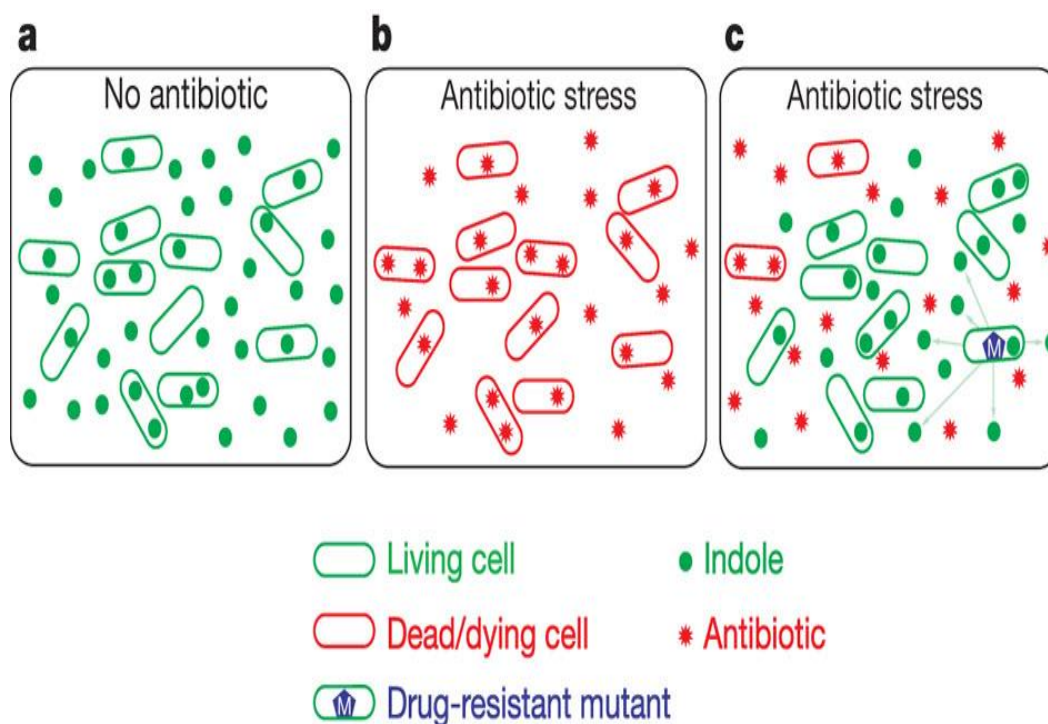 a
No antibiotic
b
Antibiotic stress
c
Antibiotic stress
M
Living cell
Indole
Dead/dying cell
Antibiotic
M
Drug-resistant mutant